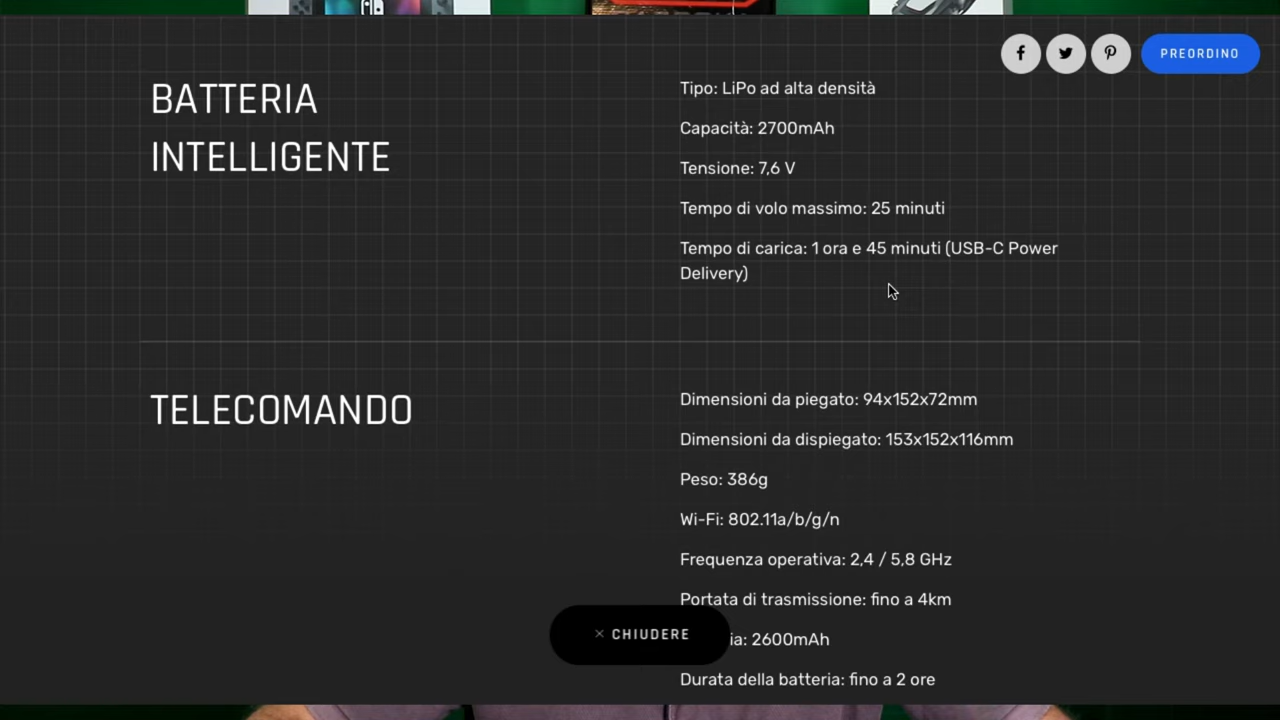 PREORDINO
BATTERIA
INTELLIGENTE
Tipo: LiPo ad alta densità
Capacità: 2700mAh
Tensione: 7,6 V
Tempo di volo massimo: 25 minuti
Tempo di carica: 1 ora e 45 minuti (USB-C Power
Delivery)
TELECOMANDO
Dimensioni da piegato: 94x152x72mm
Dimensioni da dispiegato: 153x152x116mm
Peso: 386g
Wi-Fi: 802.11a/b/g/n
Frequenza operativa: 2,4 / 5,8 GHz
Portata di trasmissione: fino a 4km
× CHIUDERE
ia: 2600mAh
Durata della batteria: fino a 2 ore